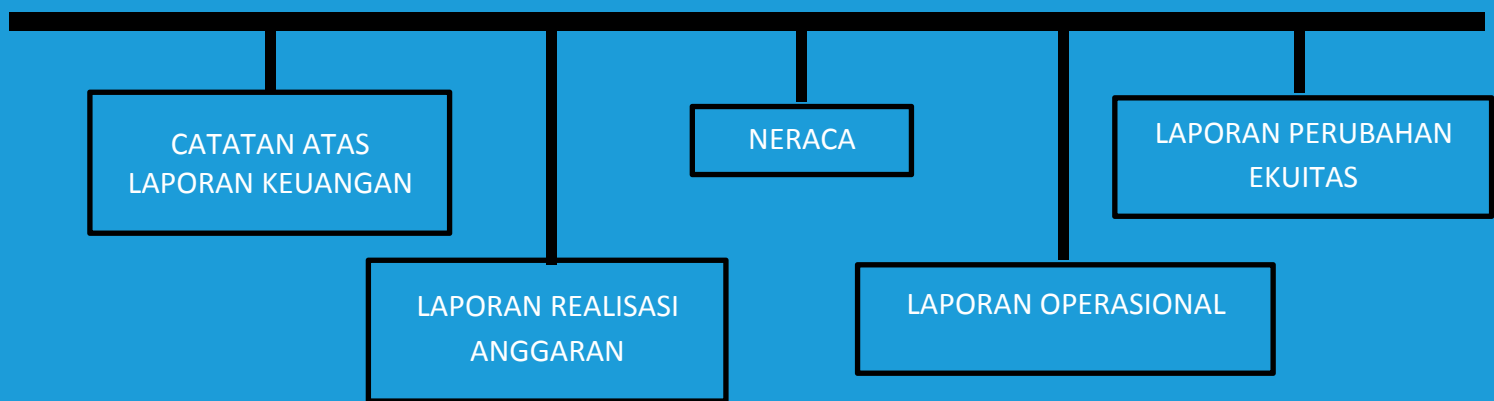 CATATAN ATAS
LAPORAN KEUANGAN
NERACA
LAPORAN PERUBAHAN
EKUITAS
LAPORAN REALISASI
ANGGARAN
LAPORAN OPERASIONAL